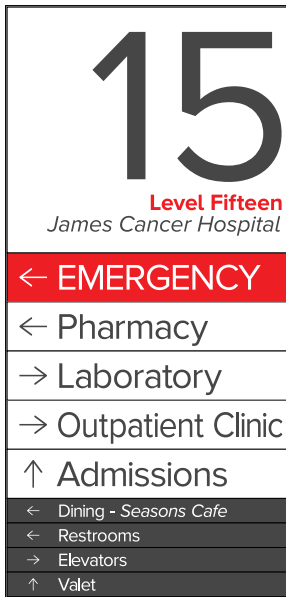 15
Level Fifteen
James Cancer Hospital
← EMERGENCY
← Pharmacy
→ Laboratory
→ Outpatient Clinic
↑ Admissions
← Dining - Seasons Cafe
← Restrooms
→ Elevators
↑ Valet